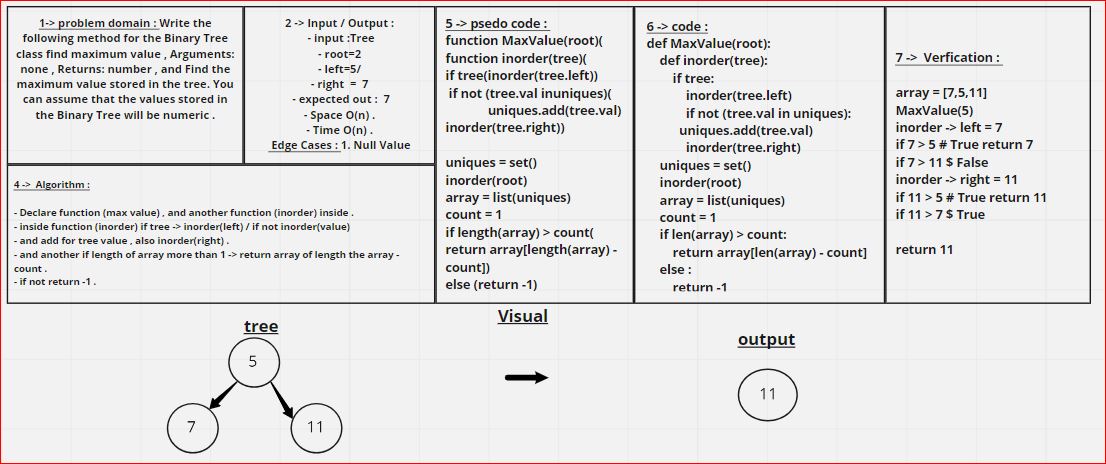 1-> problem domain : Write the
following method for the Binary Tree
class find maximum value , Arguments:
none , Returns: number , and Find the
maximum value stored in the tree. You
can assume that the values stored in
the Binary Tree will be numeric .
2 -> Input / Output :
- input :Tree
- root=2
- left=5/
- right = 7
- expected out : 7
- Space O(n) .
- Time O(n) .
Edge Cases : 1. Null Value
4 -> Algorithm :
- Declare function (max value) , and another function (inorder) inside .
- inside function (inorder) if tree -> inorder(left) / if not inorder(value)
- and add for tree value , also inorder(right) .
- and another if length of array more than 1 -> return array of length the array -
count .
- if not return -1 .
5 -> psedo code :
function MaxValue(root)(
function inorder(tree)(
if tree(inorder(tree.left))
if not (tree.val inuniques)(
uniques.add(tree.val)
inorder(tree.right))
uniques = set()
inorder(root)
array = list(uniques)
count = 1
if length(array) > count(
return array[length(array) -
count])
else (return -1)
6 -> code :
def MaxValue(root):
def inorder(tree):
if tree:
inorder(tree.left)
if not (tree.val in uniques):
uniques.add(tree.val)
inorder(tree.right)
uniques = set()
inorder(root)
array = list(uniques)
count = 1
if len(array) > count:
return array[len(array) - count]
else :
return -1
7 -> Verfication :
array = [7,5,11]
MaxValue(5)
inorder -> left = 7
if 7 > 5 # True return 7
if 7 > 11 $ False
inorder -> right = 11
if 11 > 5 # True return 11
if 11 > 7 $ True
return 11
Visual
tree
5
7
11
output
11